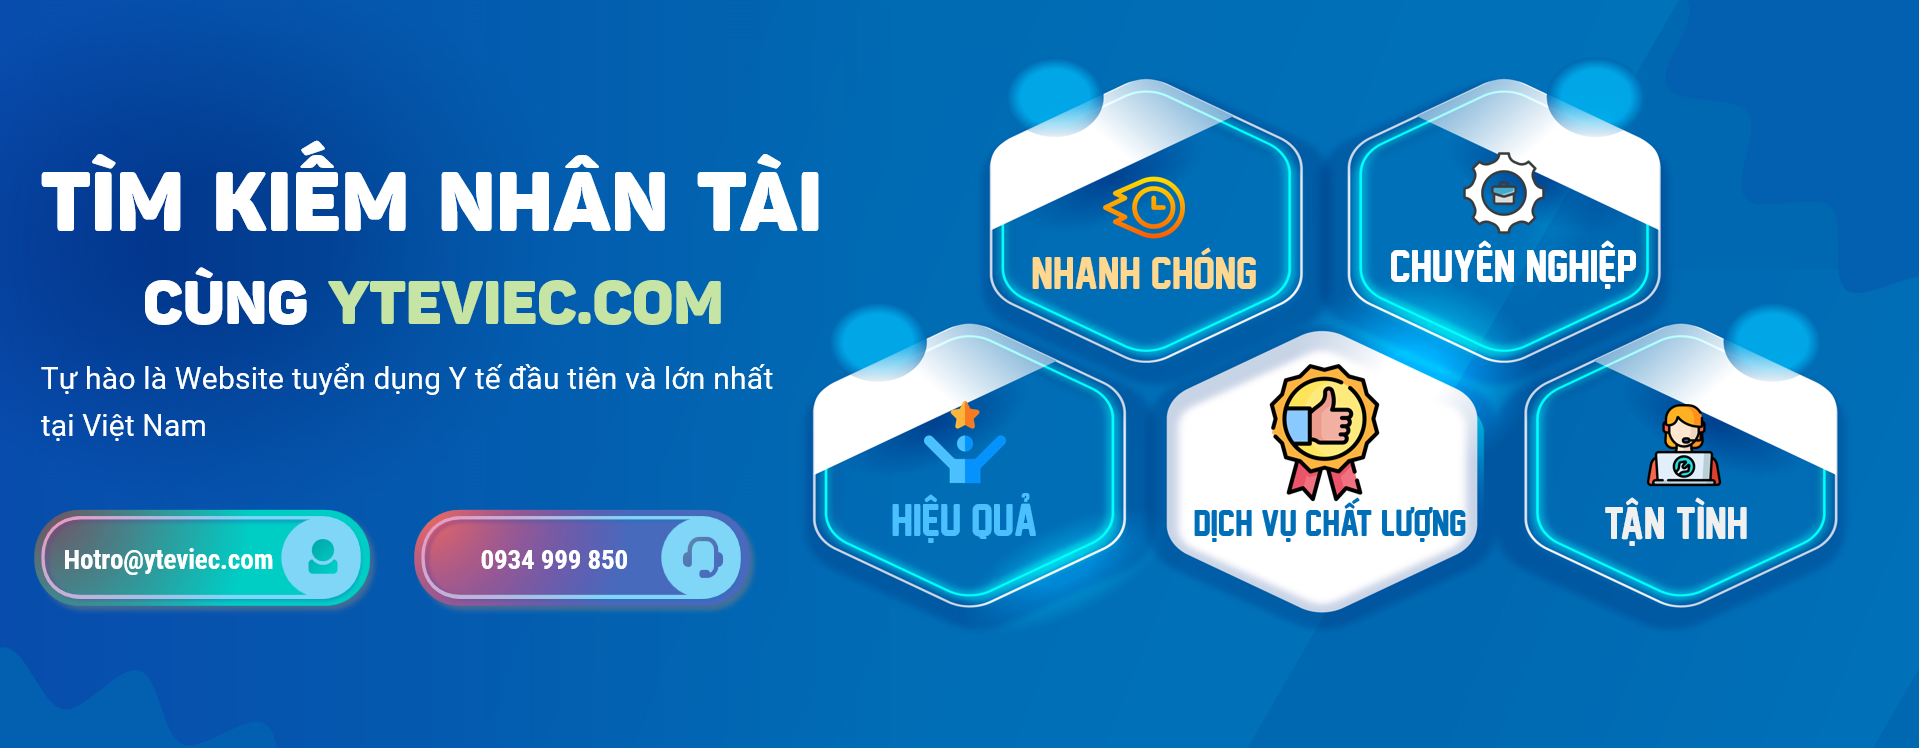 TÌM KIẾM NHÂN TÀI
CÙNG YTEVIEC.COM
Tự hào là Website tuyển dụng Y tế đầu tiên và lớn nhất
tại Việt Nam
Hotro@yteviec.com
0934 999 850
NHANH CHÓNG
CHUYÊN NGHIỆP
HIỆU QUẢ
DỊCH VỤ CHẤT LƯỢNG
TẬN TÌNH